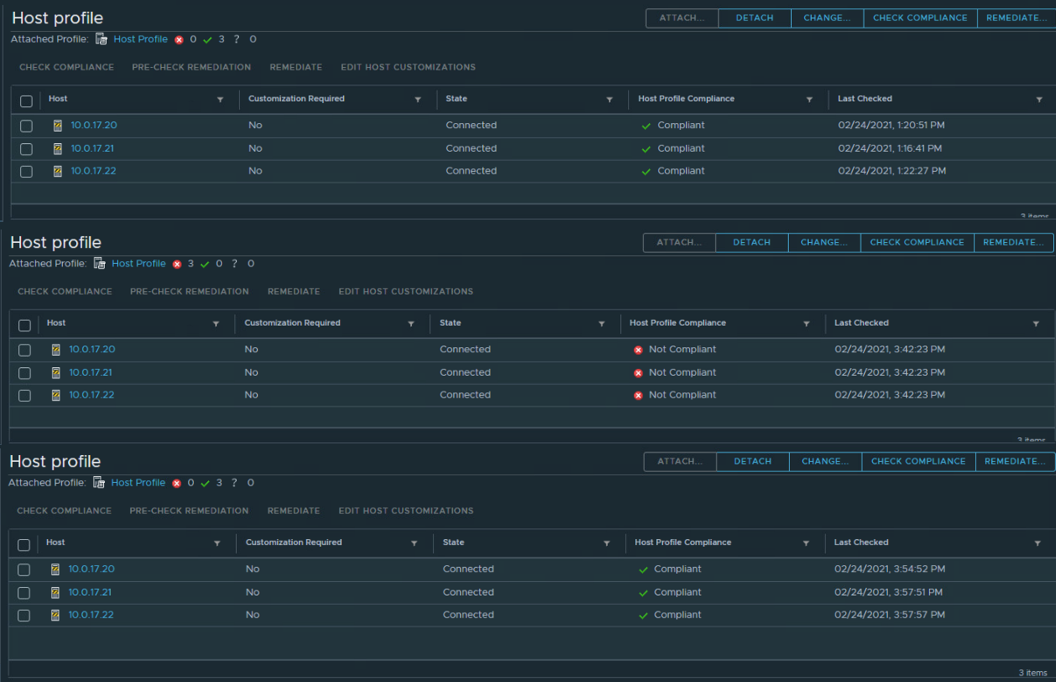 Host profile
ATTACH... DETACH CHANGE... CHECK COMPLIANCE REMEDIATE...
Attached Profile: Host Profile 0 3 ? 0
CHECK COMPLIANCE PRE-CHECK REMEDIATION REMEDIATE EDIT HOST CUSTOMIZATIONS
Host Customization Required State Host Profile Compliance Last Checked
10.0.17.20 No Connected Compliant 02/24/2021, 1:20:51 PM
10.0.17.21 No Connected Compliant 02/24/2021, 1:16:41 PM
10.0.17.22 No Connected Compliant 02/24/2021, 1:22:27 PM
3 items
Host profile
ATTACH... DETACH CHANGE... CHECK COMPLIANCE REMEDIATE...
Attached Profile: Host Profile 3 0 ? 0
CHECK COMPLIANCE PRE-CHECK REMEDIATION REMEDIATE EDIT HOST CUSTOMIZATIONS
Host Customization Required State Host Profile Compliance Last Checked
10.0.17.20 No Connected Not Compliant 02/24/2021, 3:42:23 PM
10.0.17.21 No Connected Not Compliant 02/24/2021, 3:42:23 PM
10.0.17.22 No Connected Not Compliant 02/24/2021, 3:42:23 PM
3 items
Host profile
ATTACH... DETACH CHANGE... CHECK COMPLIANCE REMEDIATE...
Attached Profile: Host Profile 0 3 ? 0
CHECK COMPLIANCE PRE-CHECK REMEDIATION REMEDIATE EDIT HOST CUSTOMIZATIONS
Host Customization Required State Host Profile Compliance Last Checked
10.0.17.20 No Connected Compliant 02/24/2021, 3:54:52 PM
10.0.17.21 No Connected Compliant 02/24/2021, 3:57:51 PM
10.0.17.22 No Connected Compliant 02/24/2021, 3:57:57 PM
3 items